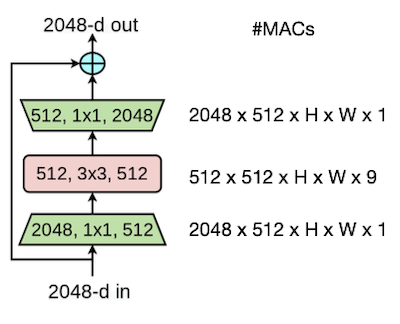 2048-d out
#MACs
512, 1x1, 2048
2048 x 512 x H x W x 1
512, 3x3, 512
512 x 512 x H x W x 9
2048, 1x1, 512
2048 x 512 x H x W x 1
2048-d in